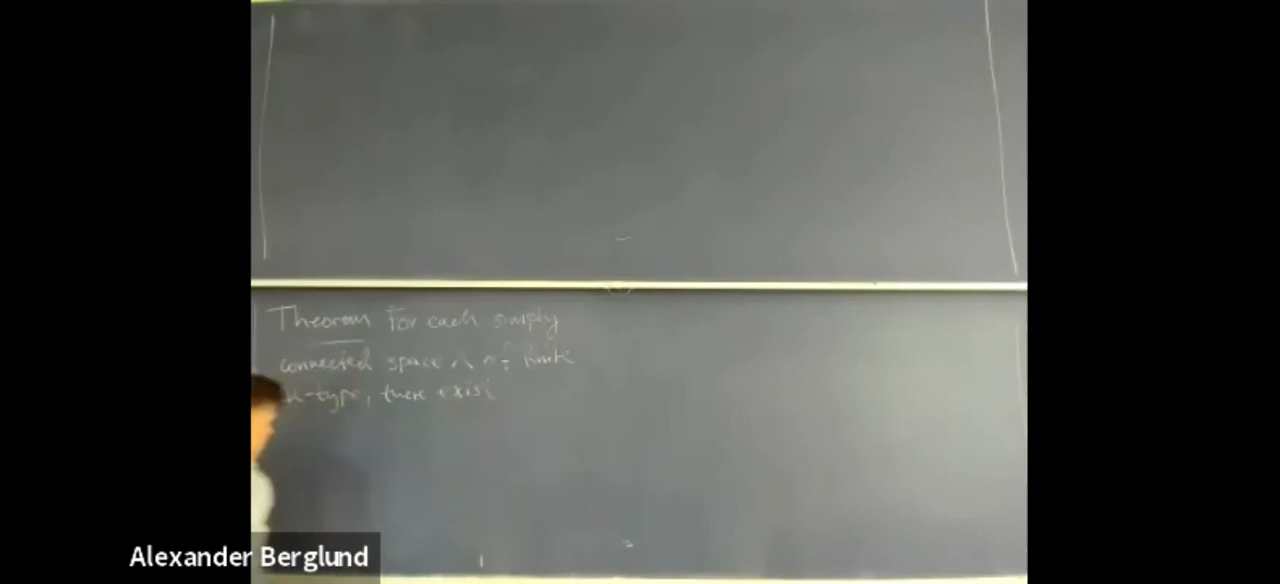 Theorem For each simply
connected space X of finite
-type, there exist
Alexander Berglund